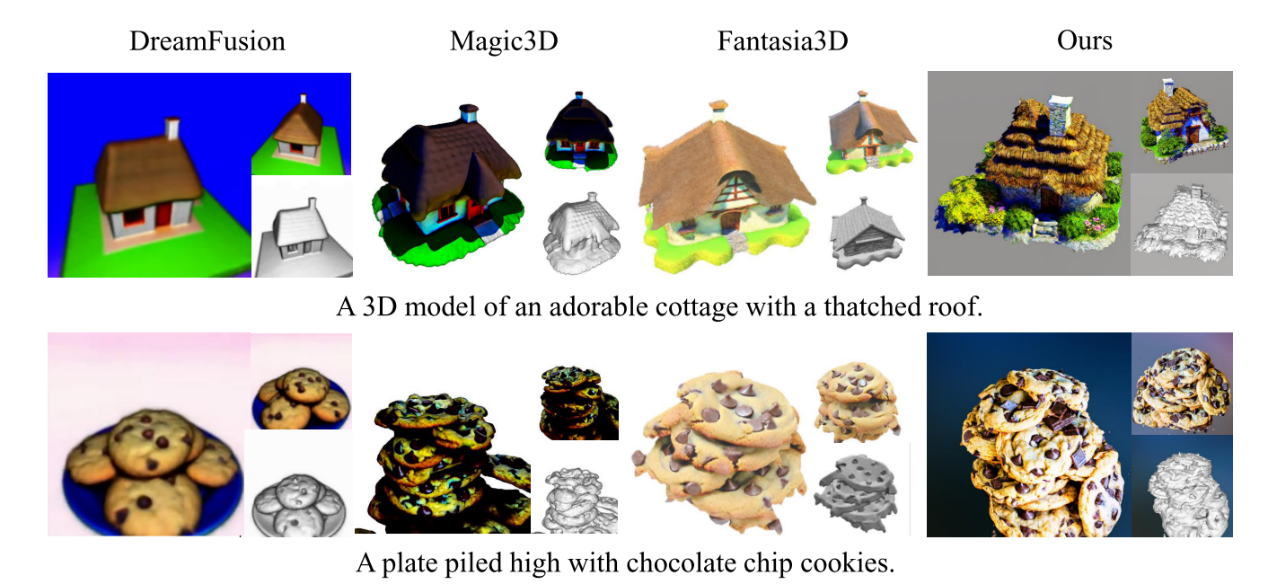 DreamFusion Magic3D Fantasia3D Ours
A 3D model of an adorable cottage with a thatched roof.
A plate piled high with chocolate chip cookies.